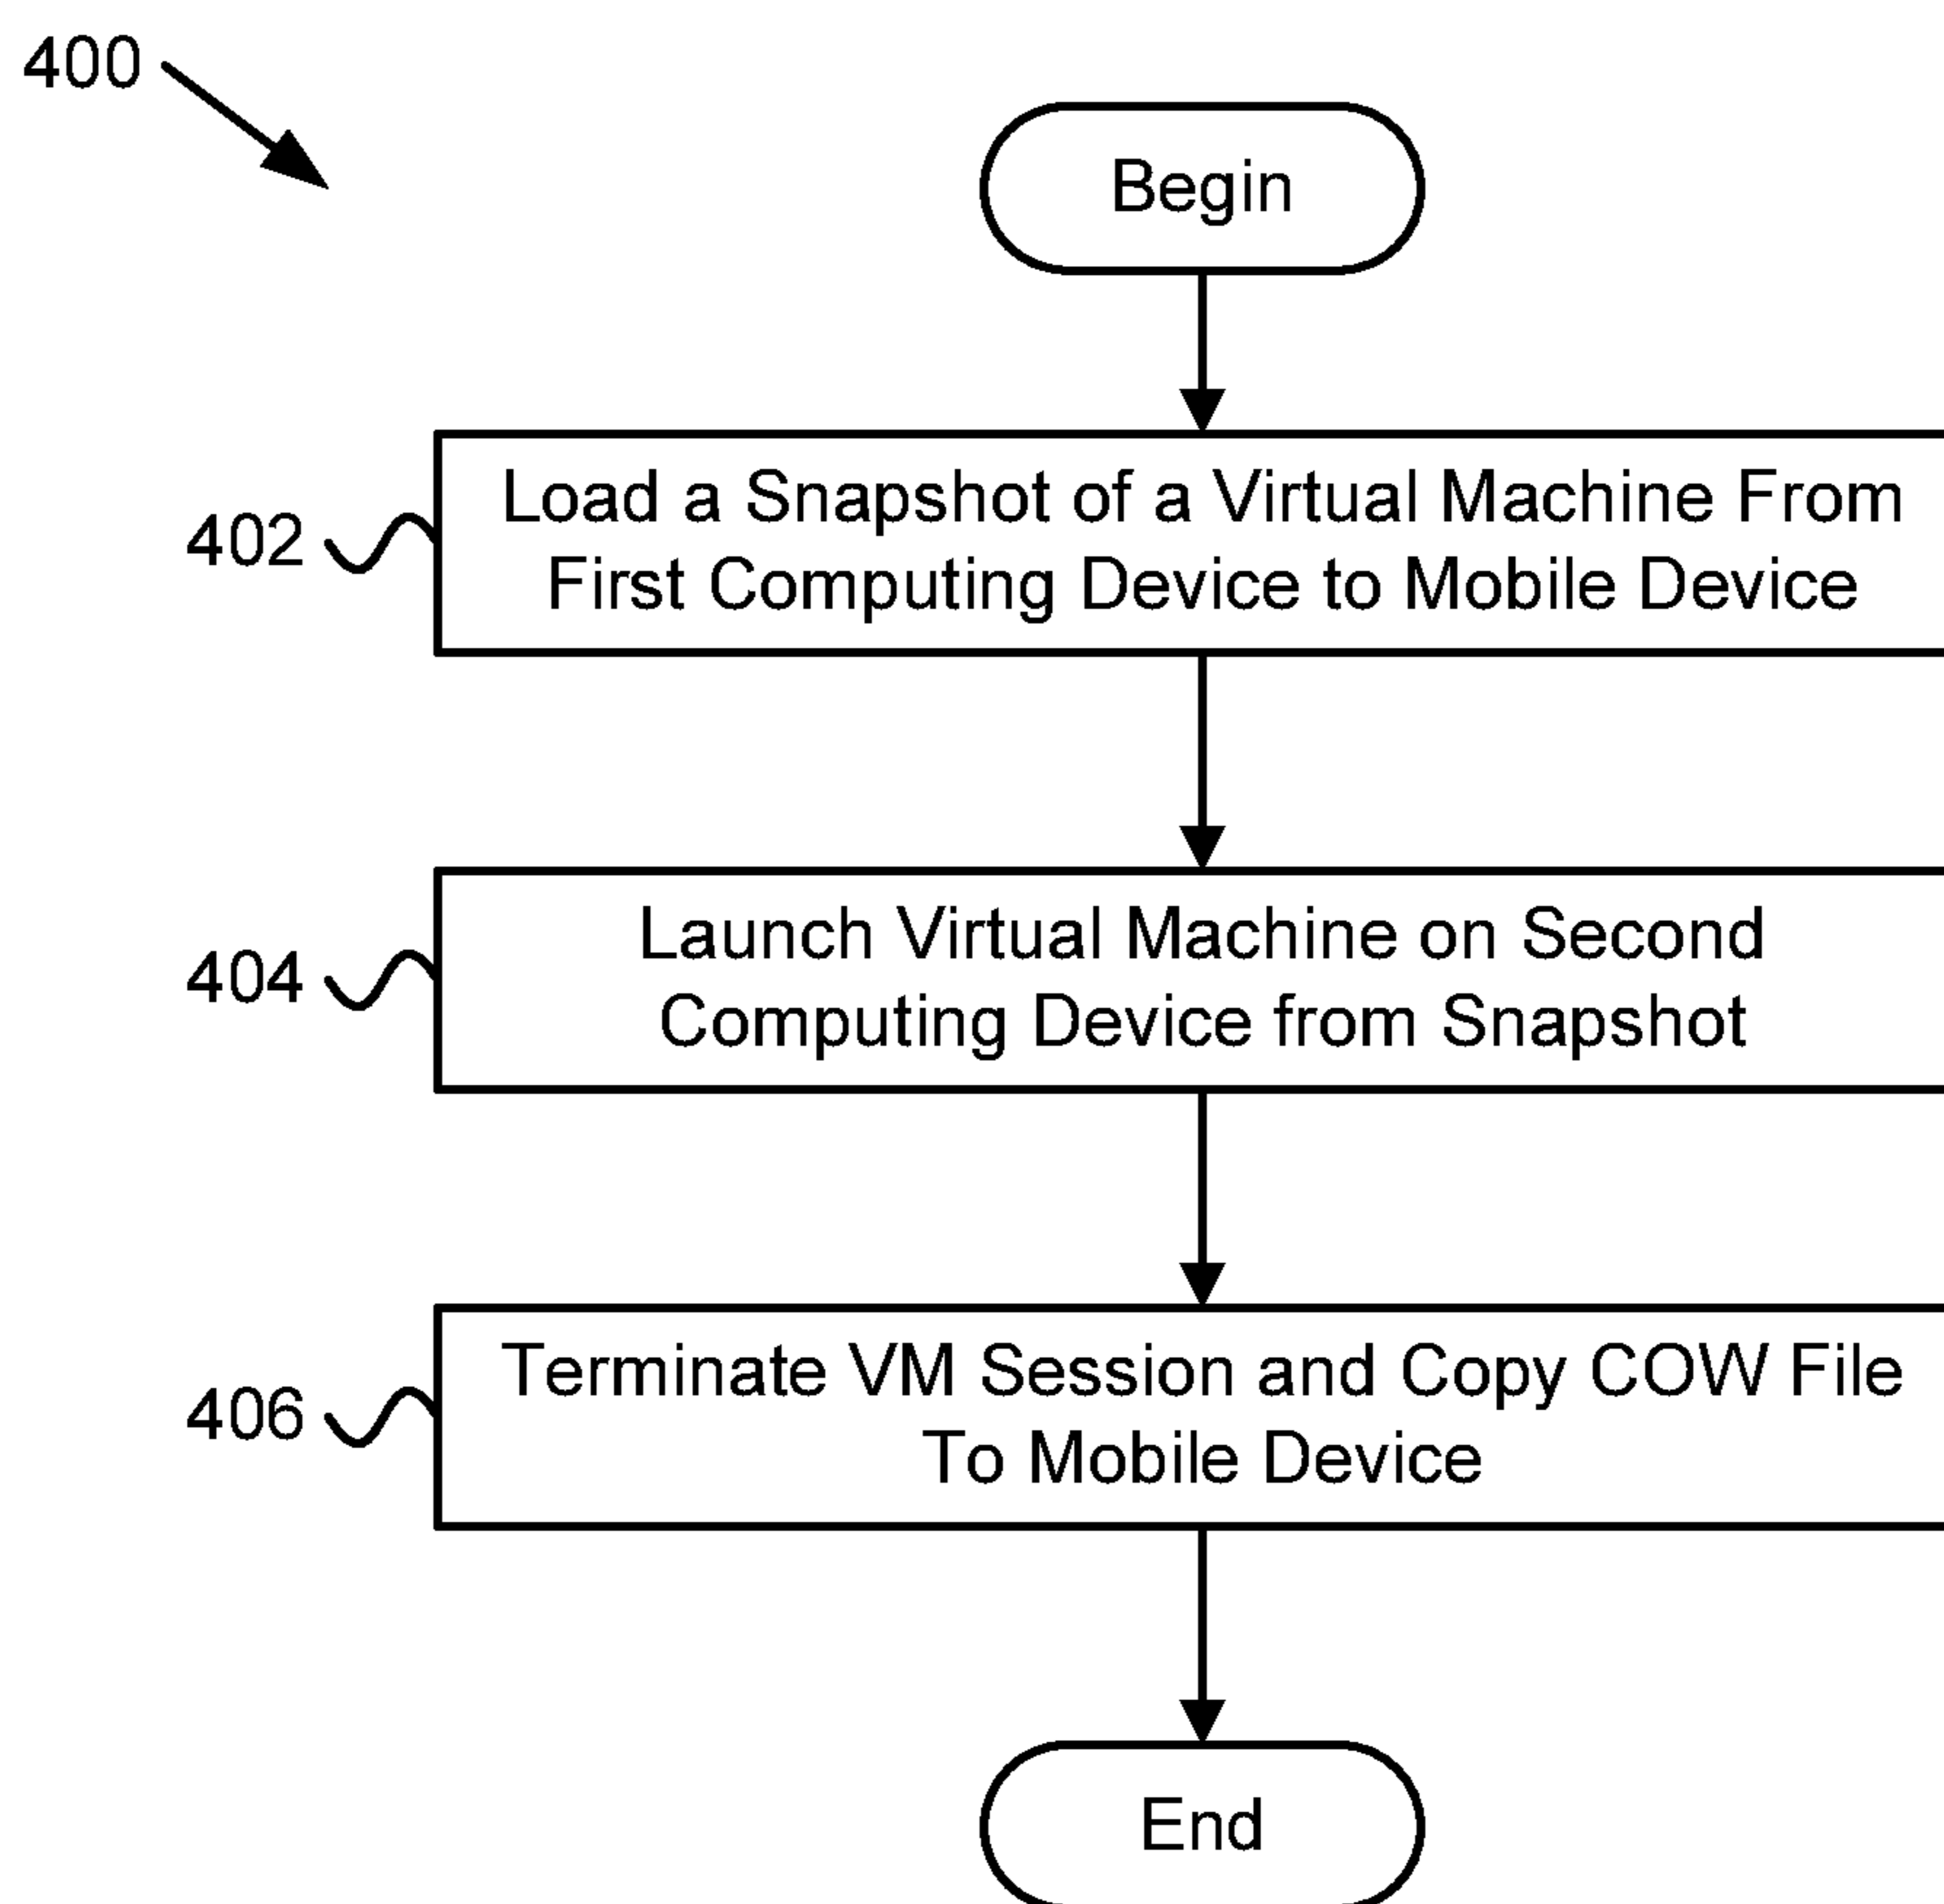 400
Begin
402
Load a Snapshot of a Virtual Machine From
First Computing Device to Mobile Device
404
Launch Virtual Machine on Second
Computing Device from Snapshot
406
Terminate VM Session and Copy COW File
To Mobile Device
End